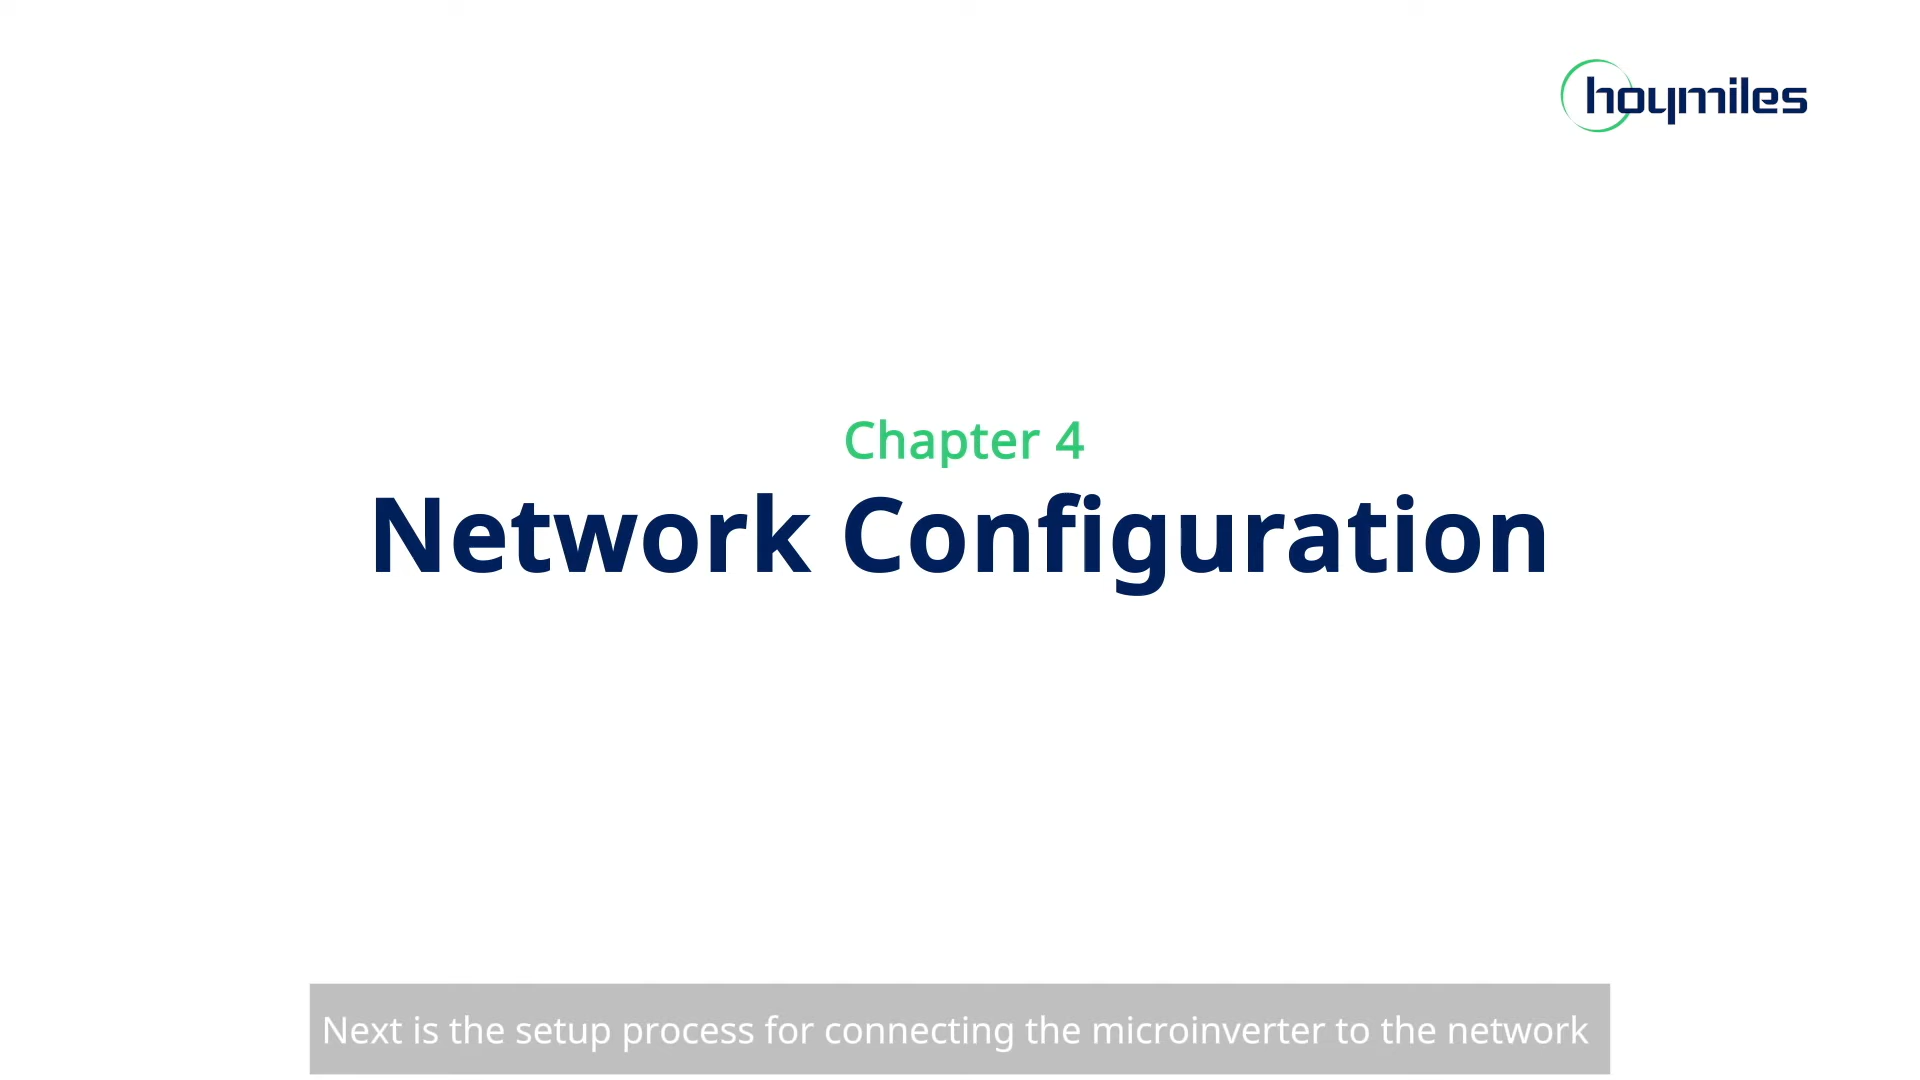 hoymiles
Chapter 4
Network Configuration
Next is the setup process for connecting the microinverter to the network